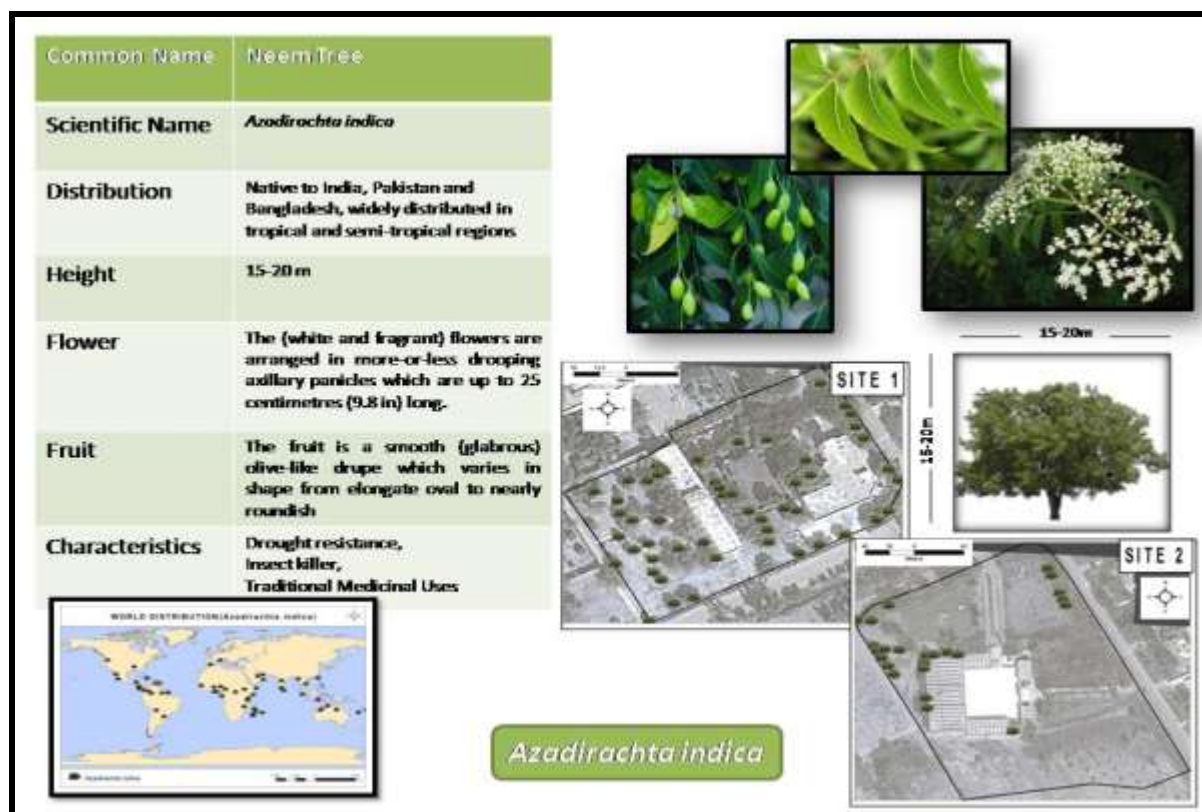 Common Name
Neem Tree
Scientific Name
Azadirachta indica
Distribution
Native to India, Pakistan and
Bangladesh, widely distributed in
tropical and semi-tropical regions
Height
15-20 m
Flower
The (white and fragrant) flowers are
arranged in more-or-less drooping
axillary panicles which are up to 25
centimetres (9.8 in) long.
Fruit
The fruit is a smooth (glabrous)
olive-like drupe which varies in
shape from elongate oval to nearly
roundish
Characteristics
Drought resistance,
Insect killer,
Traditional Medicinal Uses
15-20m
15-20m
SITE 1
SITE 2
WORLD DISTRIBUTION(Azadirachta indica)
Azadirachta indica